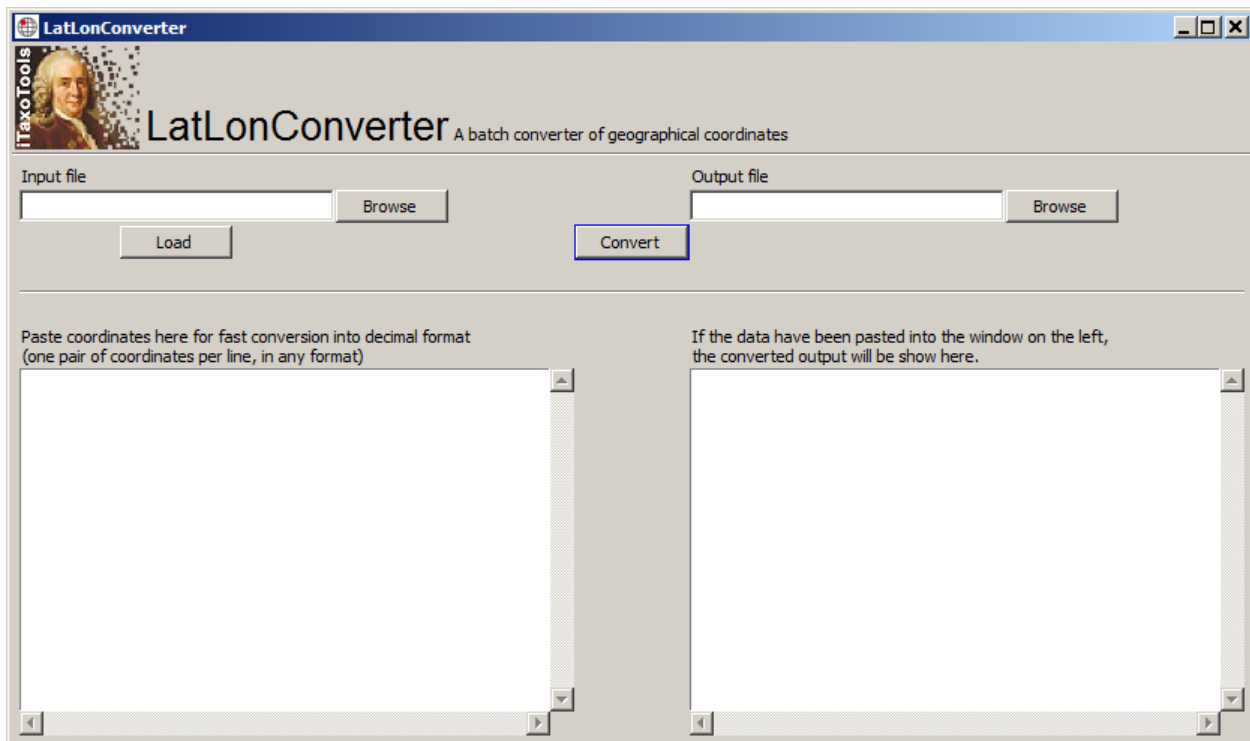 LatLonConverter
iTaxoTools
LatLonConverter A batch converter of geographical coordinates
Input file
Output file
Browse
Browse
Load
Convert
Paste coordinates here for fast conversion into decimal format
(one pair of coordinates per line, in any format)
If the data have been pasted into the window on the left,
the converted output will be show here.